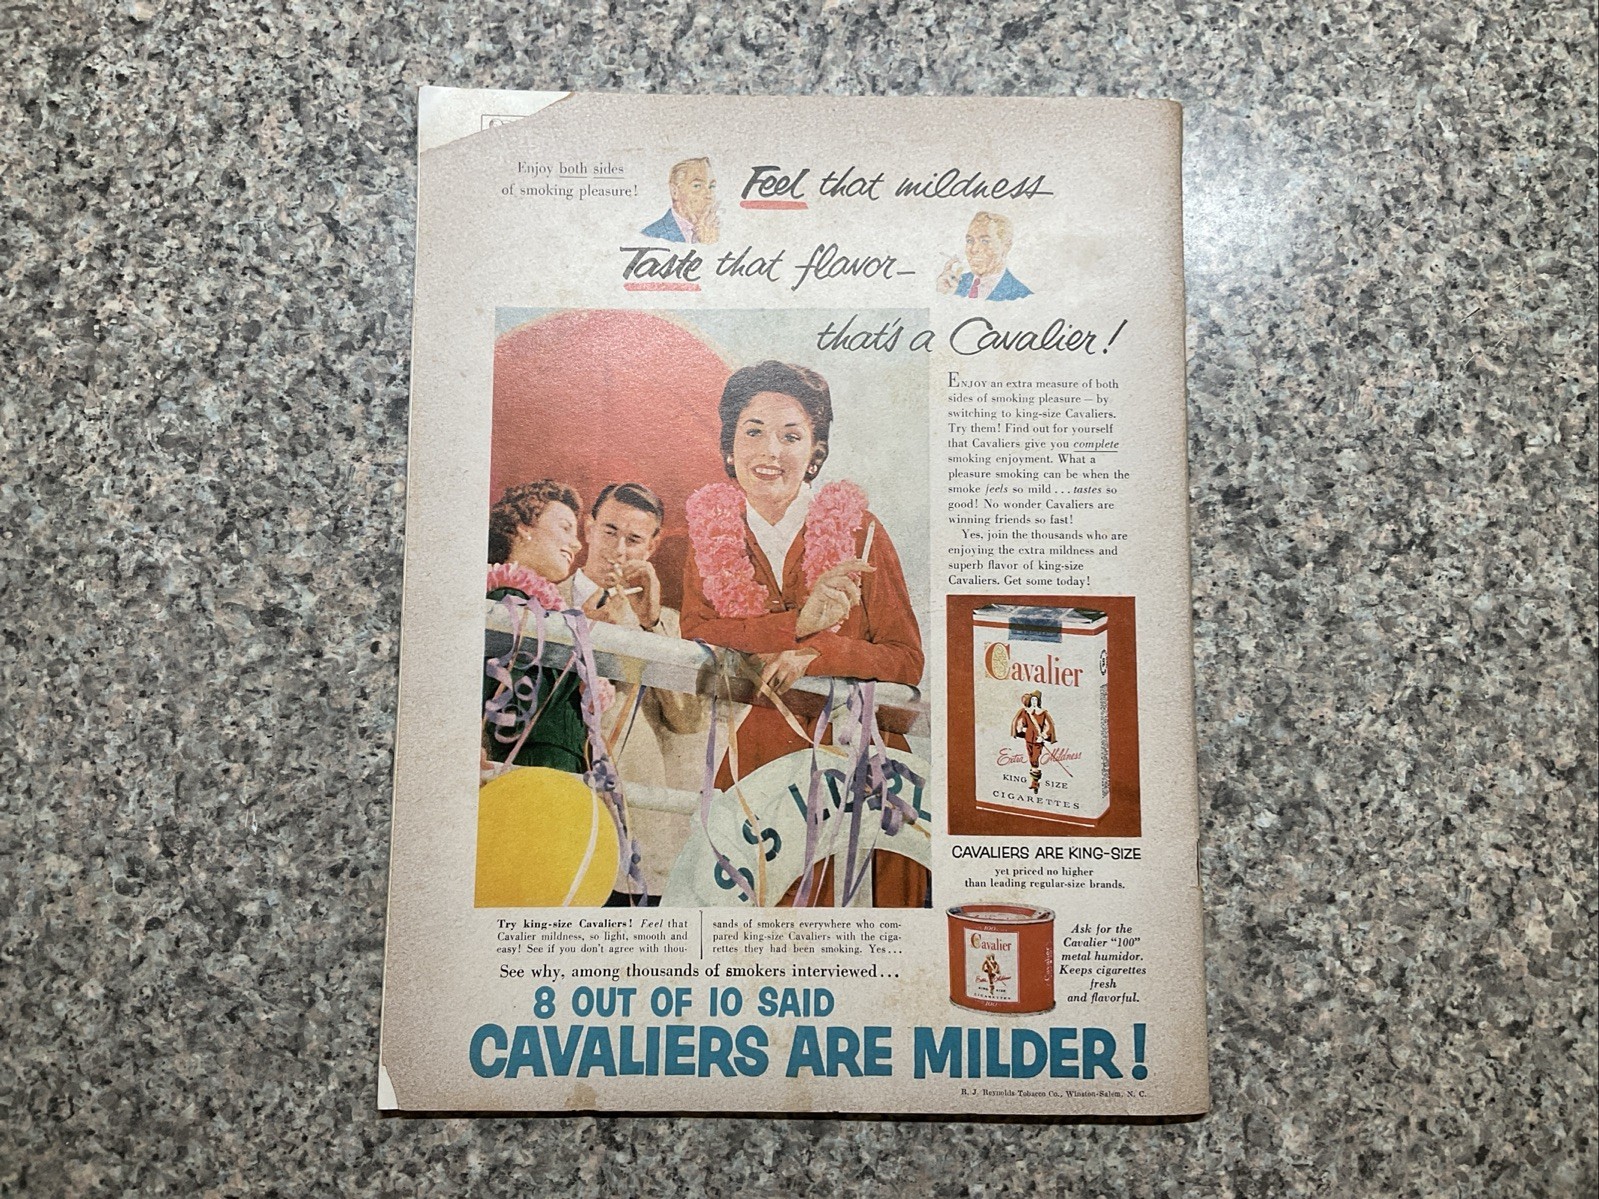 Enjoy both sides
of smoking pleasure!
Feel that mildness
Taste that flavor—
that's a Cavalier!
ENJOY an extra measure of both
sides of smoking pleasure — by
switching to king-size Cavaliers.
Try them! Find out for yourself
that Cavaliers give you complete
smoking enjoyment. What a
pleasure smoking can be when the
smoke feels so mild . . . tastes so
good! No wonder Cavaliers are
winning friends so fast!
Yes, join the thousands who are
enjoying the extra mildness and
superb flavor of king-size
Cavaliers. Get some today!
Cavalier
Extra Mildness
KING SIZE
CIGARETTES
SS
CAVALIERS ARE KING-SIZE
yet priced no higher
than leading regular-size brands.
Try king-size Cavaliers! Feel that
Cavalier mildness, so light, smooth and
easy! See if you don't agree with thou-
sands of smokers everywhere who com-
pared king-size Cavaliers with the ciga-
rettes they had been smoking. Yes . . .
See why, among thousands of smokers interviewed . . .
8 OUT OF 10 SAID
CAVALIERS ARE MILDER!
Cavalier
Extra Mildness
KING SIZE
CIGARETTES
Ask for the
Cavalier "100"
metal humidor.
Keeps cigarettes
fresh
and flavorful.
R. J. Reynolds Tobacco Co., Winston-Salem, N. C.